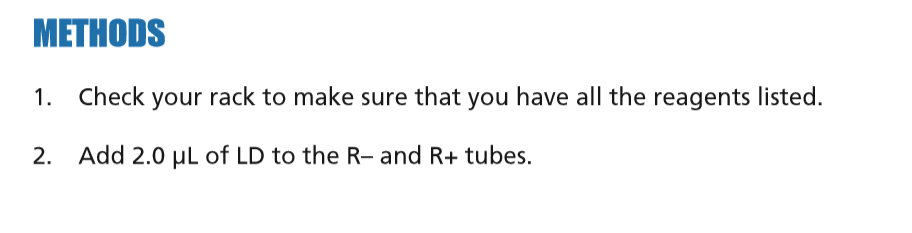 METHODS
1. Check your rack to make sure that you have all the reagents listed.
2. Add 2.0 µL of LD to the R– and R+ tubes.